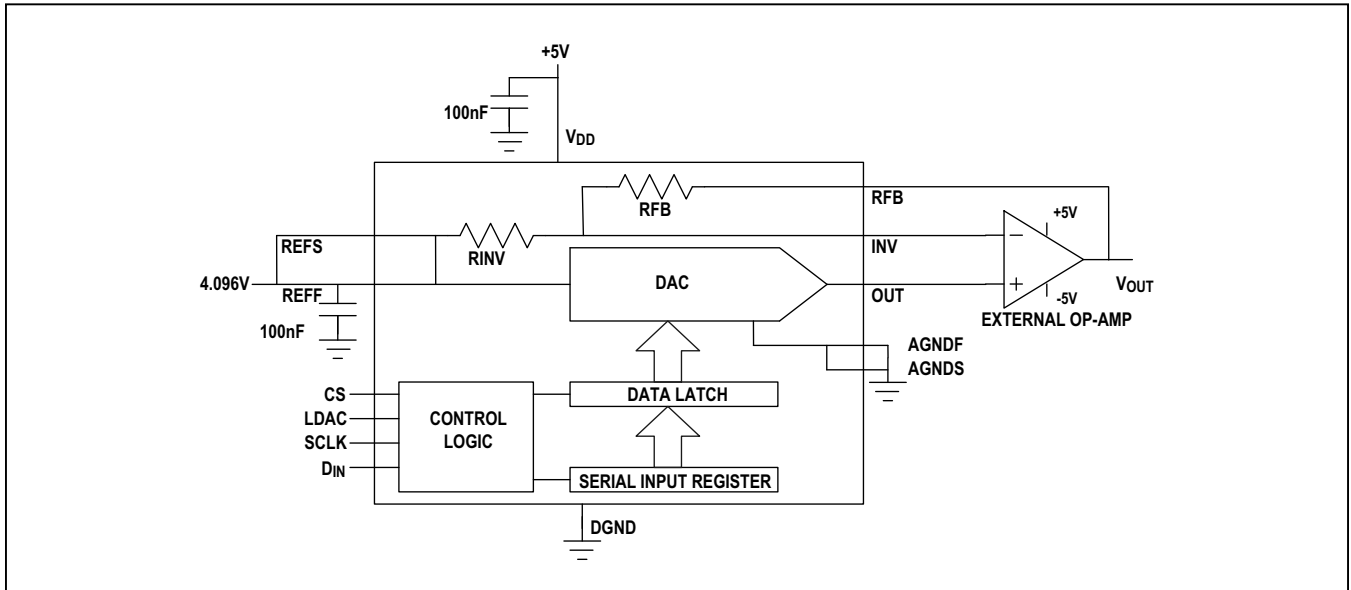 +5V
100nF
VDD
RFB
RFB
+5V
REFS
RINV
INV
−
4.096V
REFF
DAC
OUT
+
VOUT
-5V
100nF
EXTERNAL OP-AMP
AGNDF
AGNDS
CS
LDAC
SCLK
DIN
CONTROL
LOGIC
DATA LATCH
SERIAL INPUT REGISTER
DGND